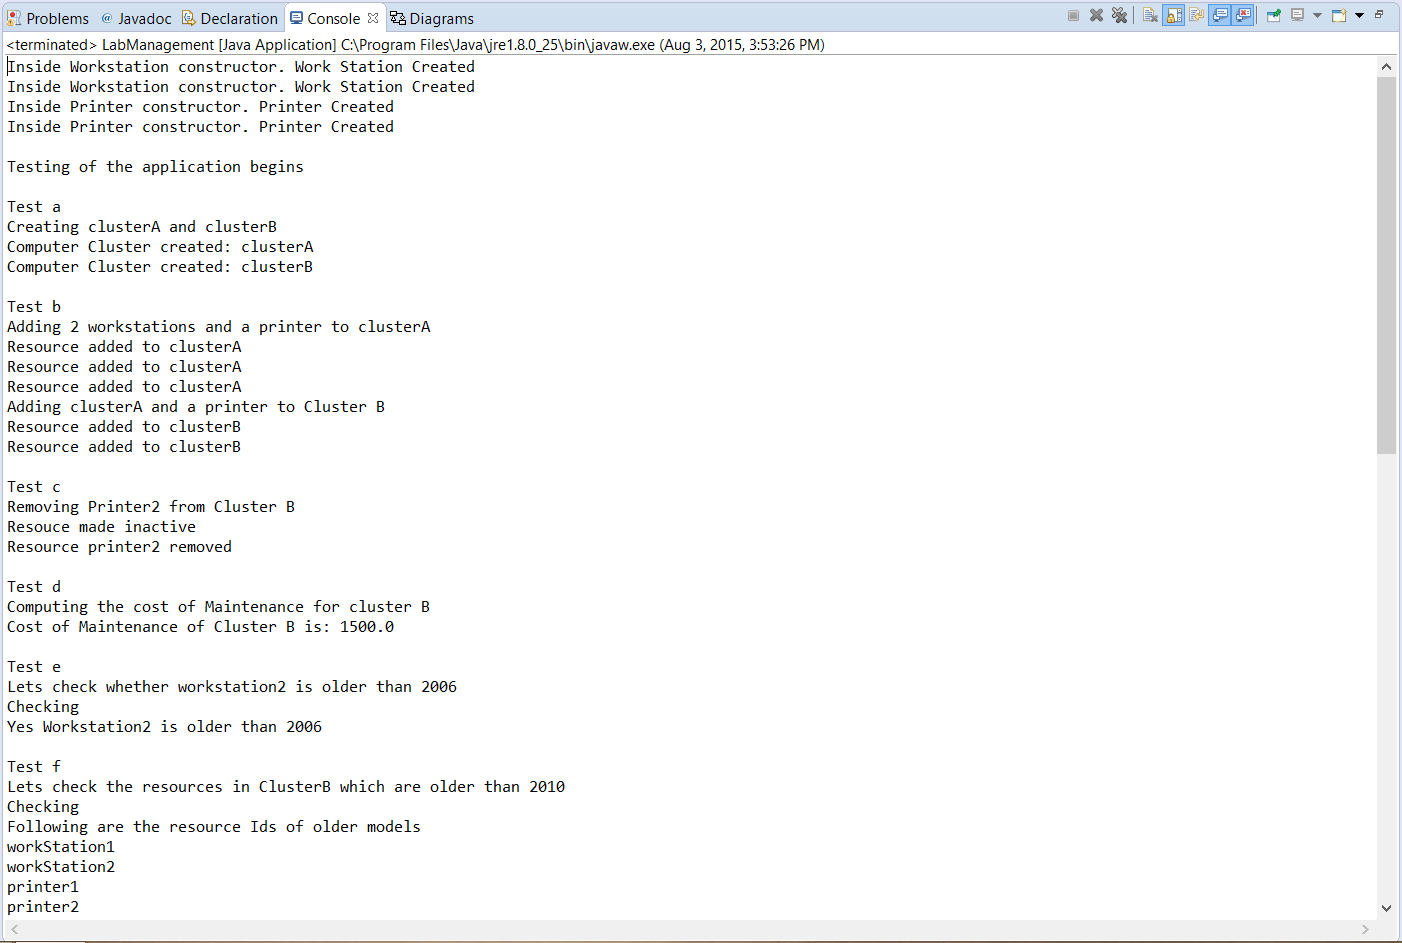 Problems @ Javadoc Declaration Console Diagrams
<terminated> LabManagement [Java Application] C:\Program Files\Java\jre1.8.0_25\bin\javaw.exe (Aug 3, 2015, 3:53:26 PM)
Inside Workstation constructor. Work Station Created
Inside Workstation constructor. Work Station Created
Inside Printer constructor. Printer Created
Inside Printer constructor. Printer Created
Testing of the application begins
Test a
Creating clusterA and clusterB
Computer Cluster created: clusterA
Computer Cluster created: clusterB
Test b
Adding 2 workstations and a printer to clusterA
Resource added to clusterA
Resource added to clusterA
Resource added to clusterA
Adding clusterA and a printer to Cluster B
Resource added to clusterB
Resource added to clusterB
Test c
Removing Printer2 from Cluster B
Resouce made inactive
Resource printer2 removed
Test d
Computing the cost of Maintenance for cluster B
Cost of Maintenance of Cluster B is: 1500.0
Test e
Lets check whether workstation2 is older than 2006
Checking
Yes Workstation2 is older than 2006
Test f
Lets check the resources in ClusterB which are older than 2010
Checking
Following are the resource Ids of older models
workStation1
workStation2
printer1
printer2